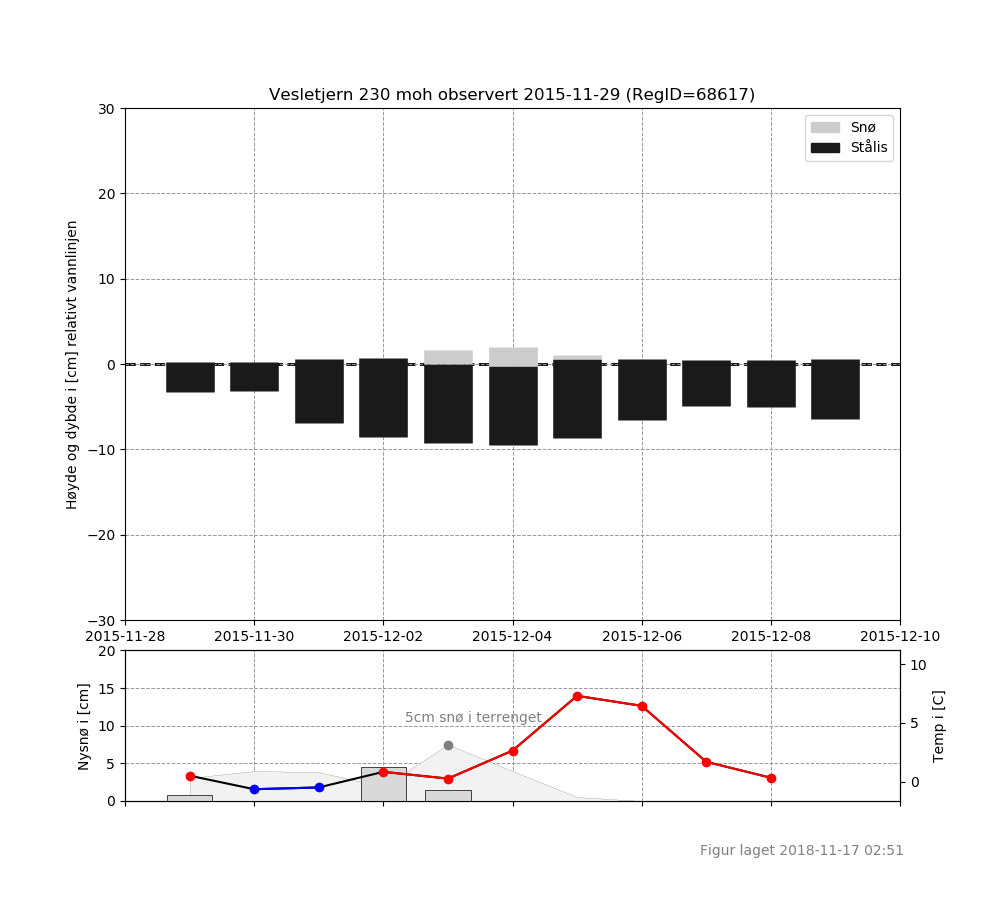 Vesletjern 230 moh observert 2015-11-29 (RegID=68617)
Høyde og dybde i [cm] relativt vannlinjen
30
20
10
0
−10
−20
−30
Snø
Stålis
2015-11-28
2015-11-30
2015-12-02
2015-12-04
2015-12-06
2015-12-08
2015-12-10
Nysnø i [cm]
20
15
10
5
0
5cm snø i terrenget
10
5
0
Temp i [C]
Figur laget 2018-11-17 02:51